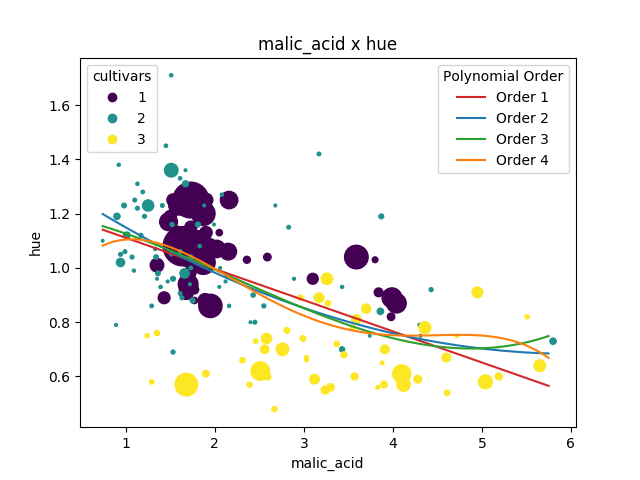 malic_acid x hue
cultivars
1
2
3
Polynomial Order
Order 1
Order 2
Order 3
Order 4
1.6
1.4
1.2
1.0
0.8
0.6
hue
1 2 3 4 5 6
malic_acid